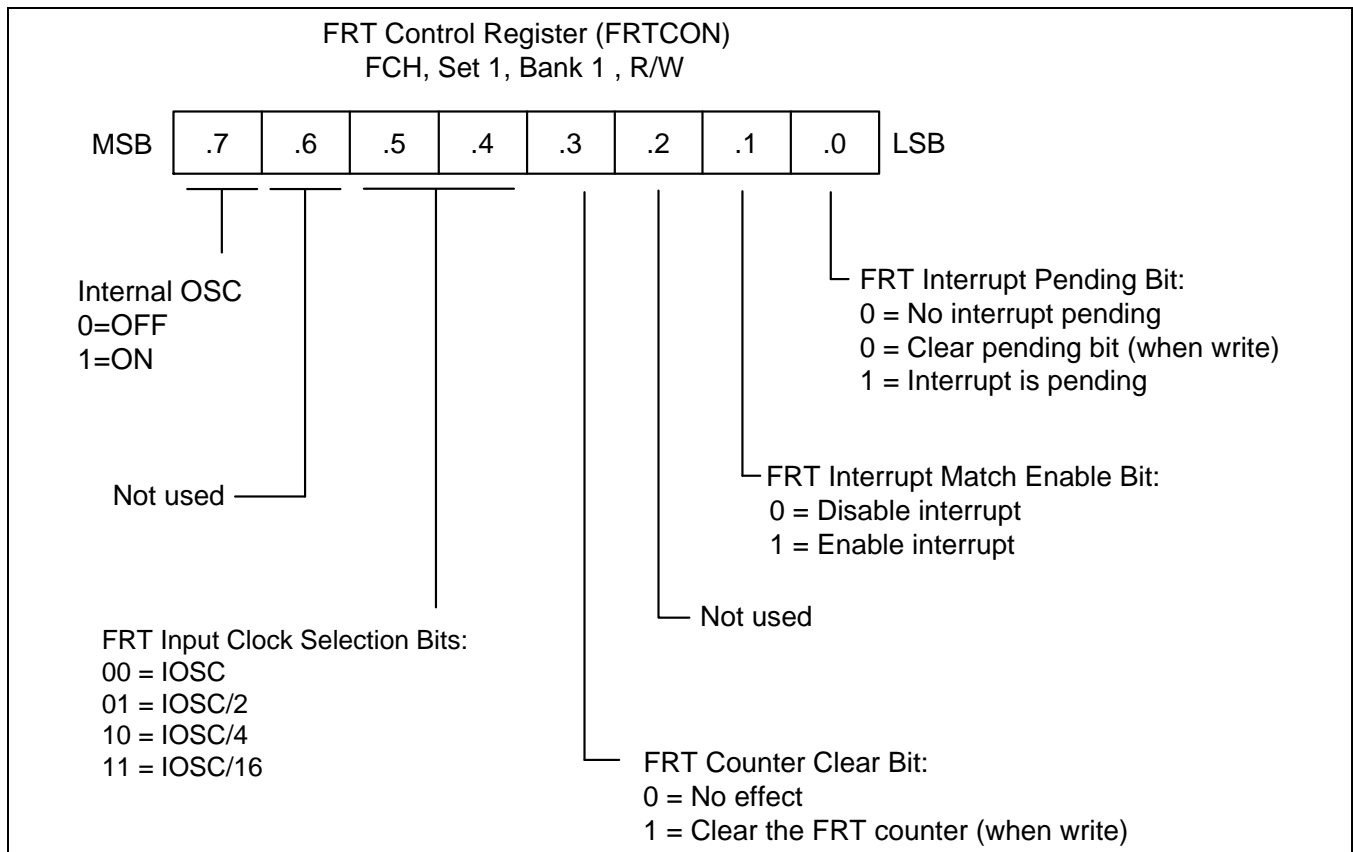 FRT Control Register (FRTCON)
FCH, Set 1, Bank 1 , R/W
MSB .7 .6 .5 .4 .3 .2 .1 .0 LSB
Internal OSC
0=OFF
1=ON
FRT Interrupt Pending Bit:
0 = No interrupt pending
0 = Clear pending bit (when write)
1 = Interrupt is pending
Not used
FRT Interrupt Match Enable Bit:
0 = Disable interrupt
1 = Enable interrupt
Not used
FRT Input Clock Selection Bits:
00 = IOSC
01 = IOSC/2
10 = IOSC/4
11 = IOSC/16
FRT Counter Clear Bit:
0 = No effect
1 = Clear the FRT counter (when write)